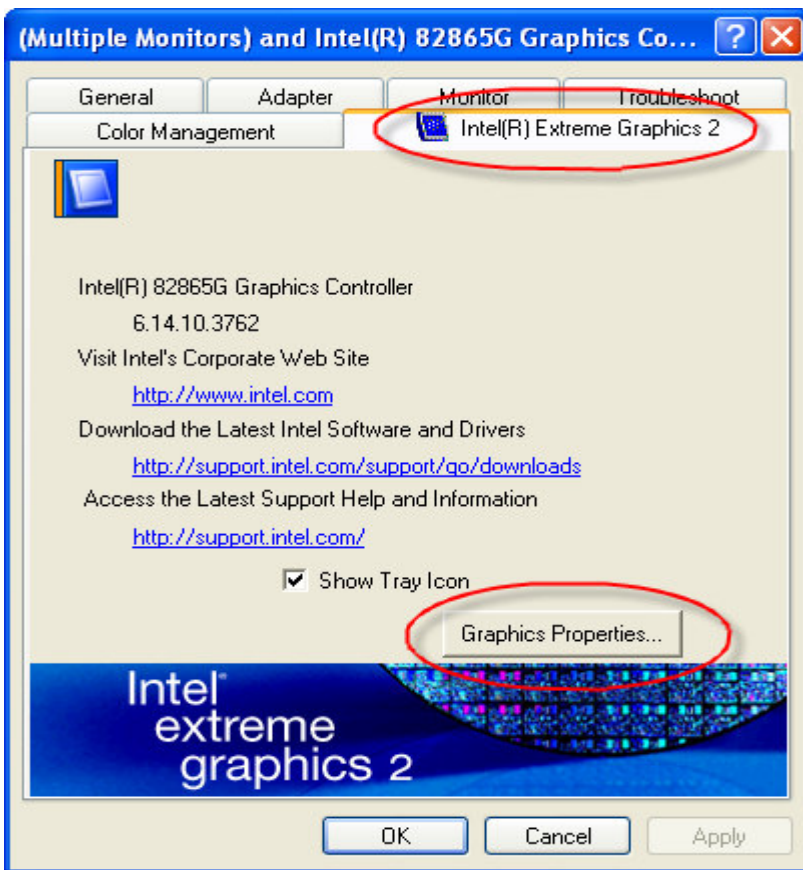 (Multiple Monitors) and Intel(R) 82865G Graphics Co...
General Adapter Monitor Troubleshoot
Color Management Intel(R) Extreme Graphics 2
Intel(R) 82865G Graphics Controller
6.14.10.3762
Visit Intel's Corporate Web Site
http://www.intel.com
Download the Latest Intel Software and Drivers
http://support.intel.com/support/go/downloads
Access the Latest Support Help and Information
http://support.intel.com/
Show Tray Icon
Graphics Properties...
Intel®
extreme
graphics 2
OK Cancel Apply